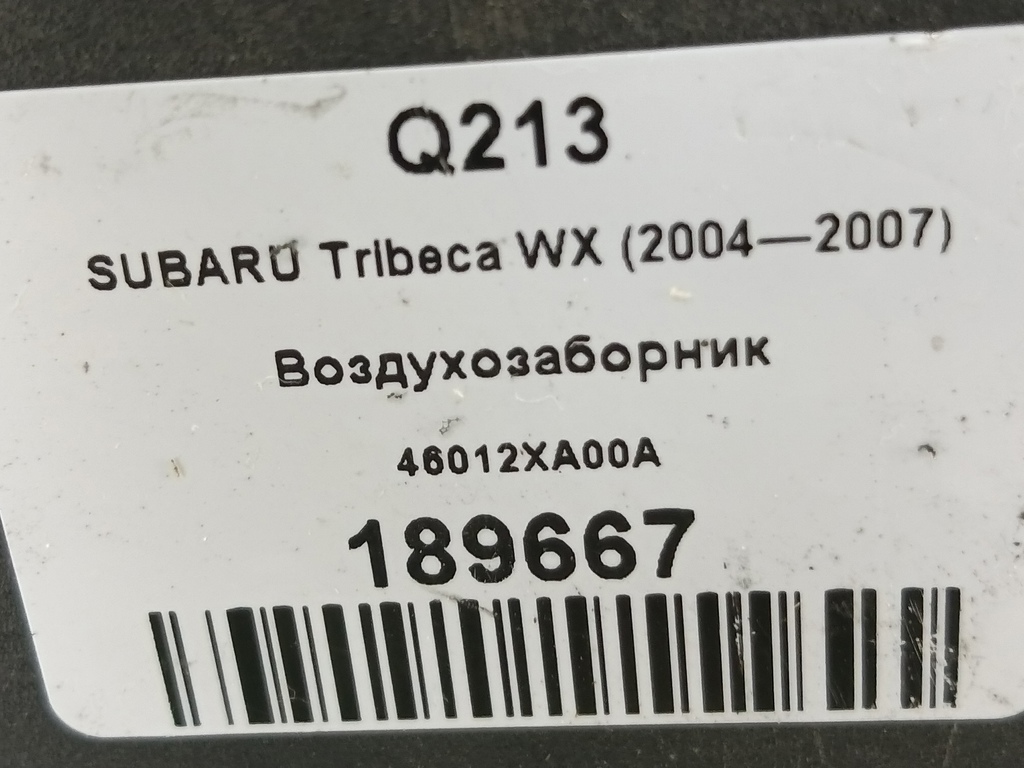 Q213
SUBARU Tribeca WX (2004—2007)
Воздухозаборник
46012XA00A
189667